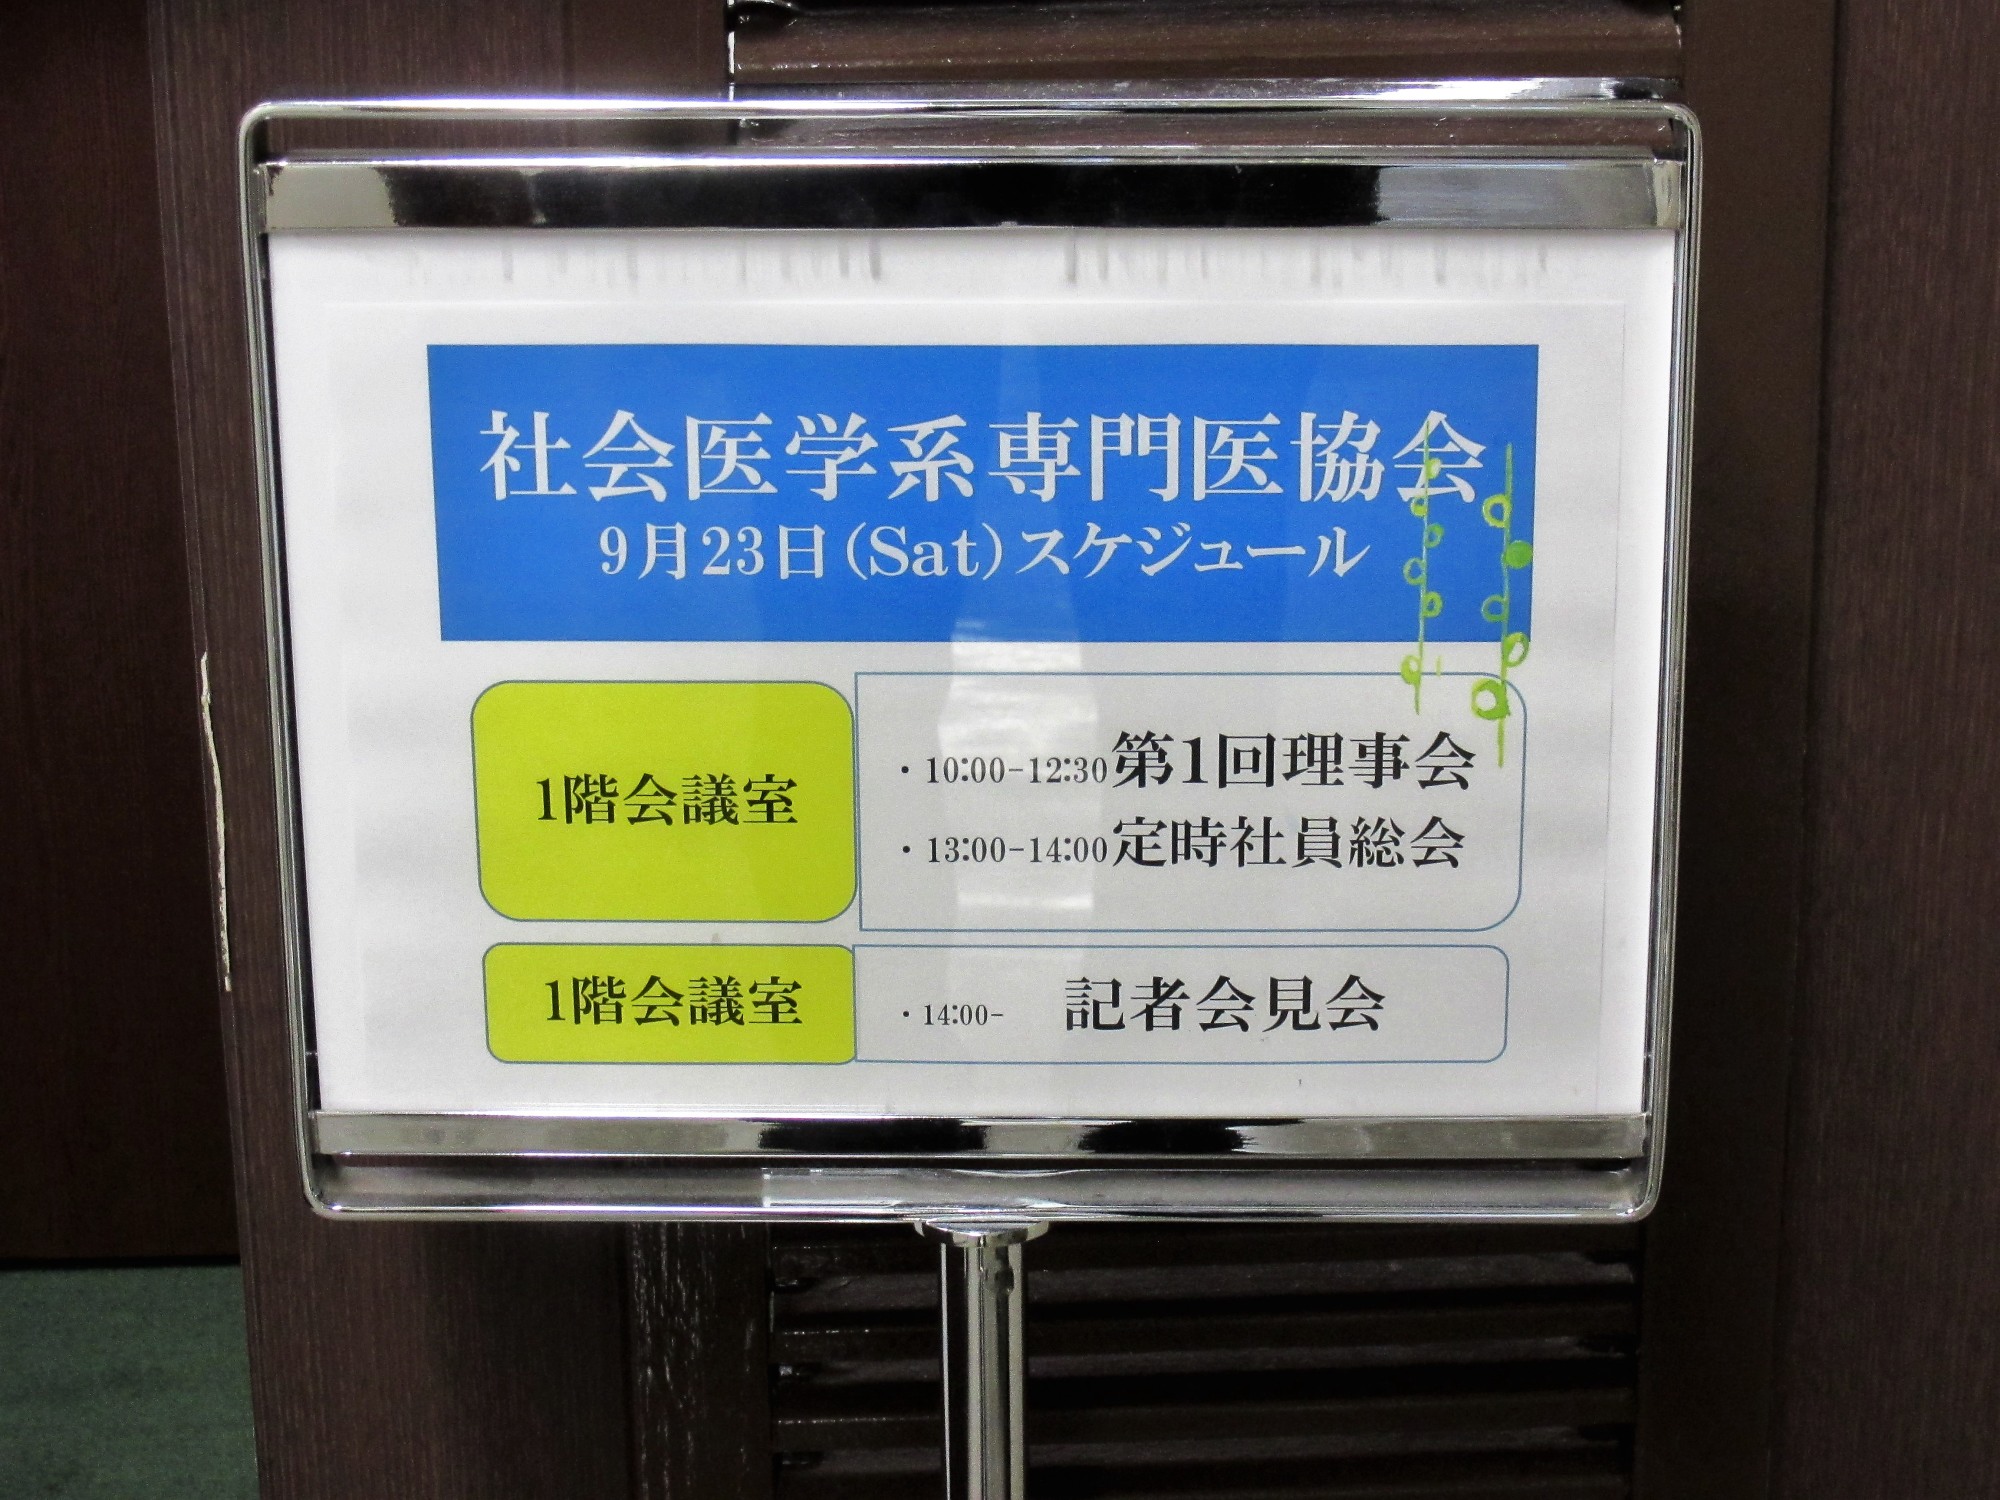 社会医学系専門医協会
9月23日(Sat)スケジュール
1階会議室
・10:00-12:30第1回理事会
・13:00-14:00定時社員総会
1階会議室
・14:00- 記者会見会